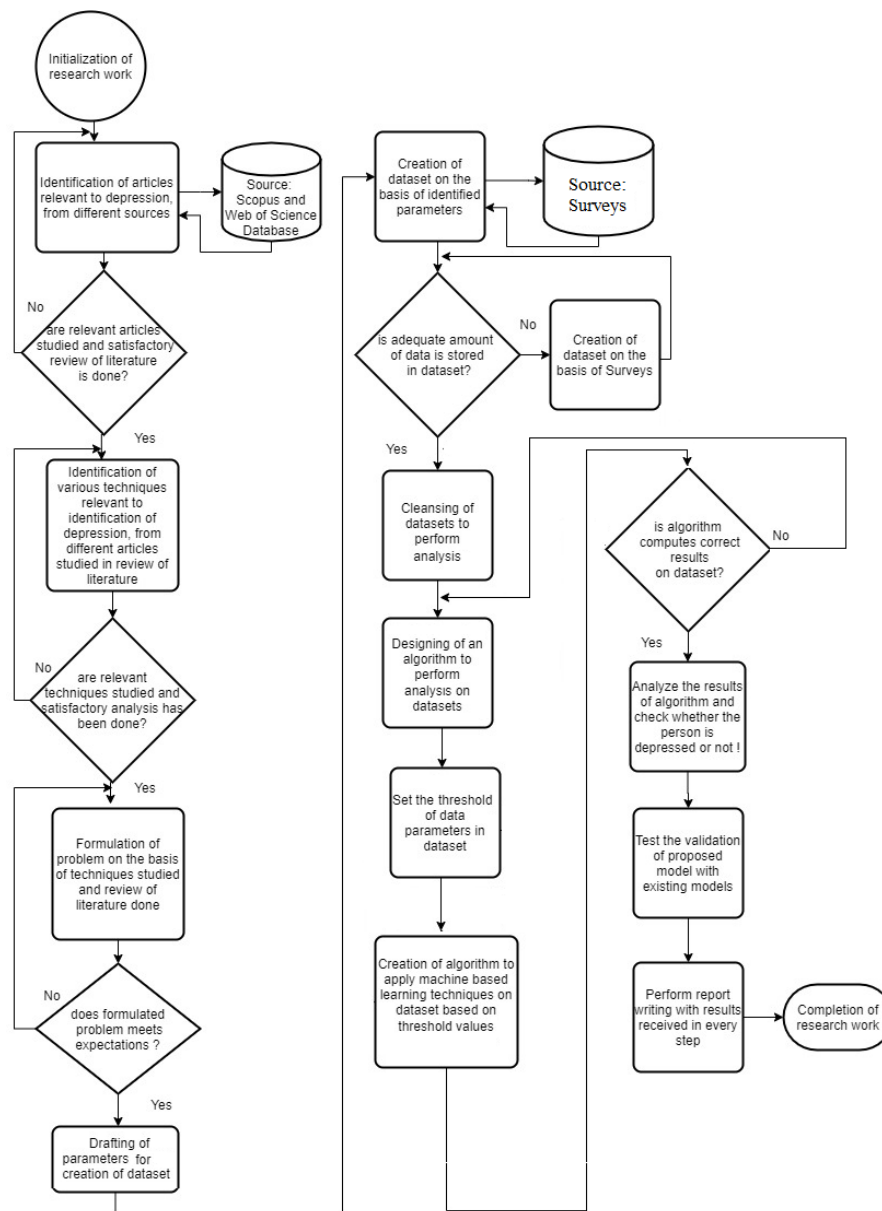 Initialization of
research work
Identification of articles
relevant to depression,
from different sources
Source:
Scopus and
Web of Science
Database
No
are relevant articles
studied and satisfactory
review of literature
is done?
Yes
Identification of
various techniques
relevant to
identification of
depression, from
different articles
studied in review of
literature
No
are relevant
techniques studied and
satisfactory analysis has
been done?
Yes
Formulation of
problem on the basis
of techniques studied
and review of
literature done
No
does formulated
problem meets
expectations ?
Yes
Drafting of
parameters for
creation of dataset
Creation of
dataset on the
basis of identified
parameters
Source:
Surveys
is adequate amount
of data is stored
in dataset?
No
Creation of
dataset on the
basis of Surveys
Yes
Cleansing of
datasets to
perform
analysis
Designing of an
algorithm to
perform
analysis on
datasets
Set the threshold
of data
parameters in
dataset
Creation of algorithm to
apply machine based
learning techniques on
dataset based on
threshold values
is algorithm
computes correct
results
on dataset?
No
Yes
Analyze the results
of algorithm and
check whether the
person is
depressed or not !
Test the validation
of proposed
model with
existing models
Perform report
writing with results
received in every
step
Completion of
research work